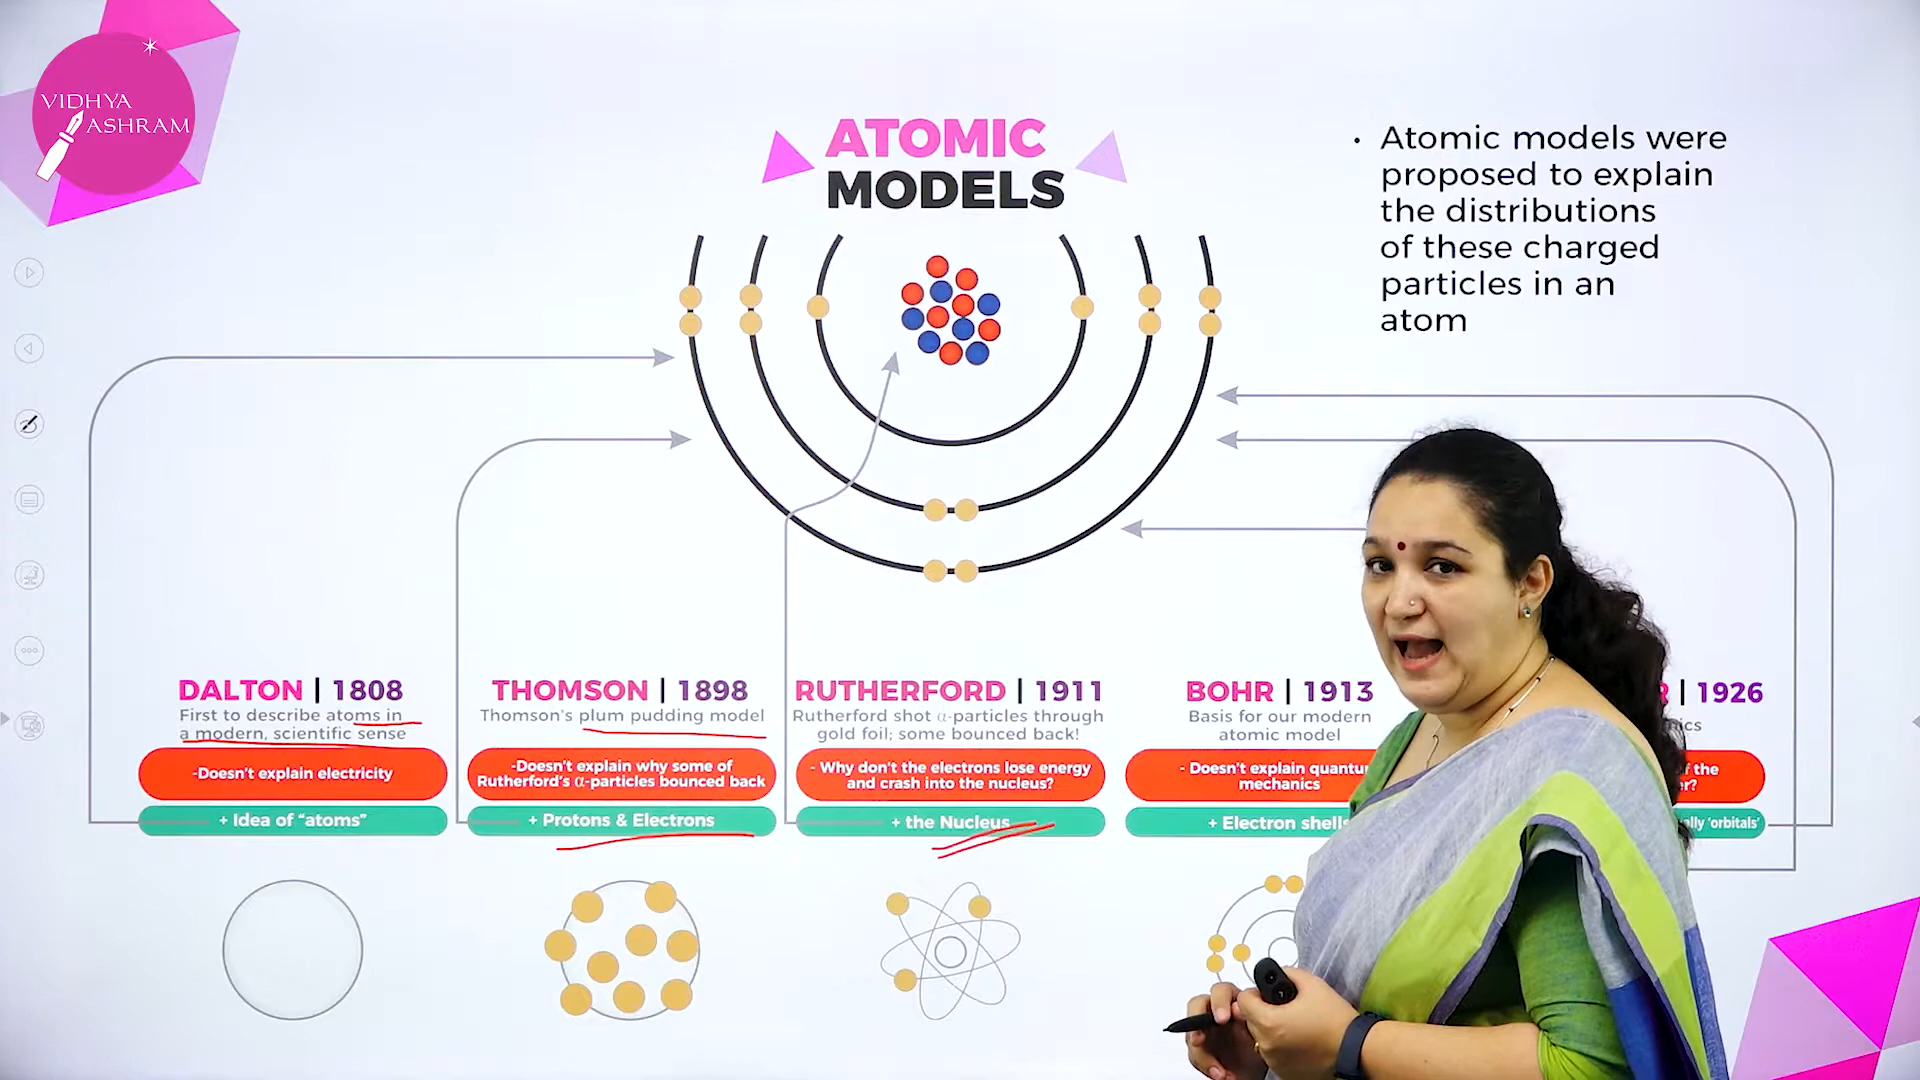 VIDHYA
ASHRAM
ATOMIC
MODELS
• Atomic models were
proposed to explain
the distributions
of these charged
particles in an
atom
DALTON | 1808
First to describe atoms in
a modern, scientific sense
-Doesn't explain electricity
+ Idea of "atoms"
THOMSON | 1898
Thomson's plum pudding model
-Doesn't explain why some of
Rutherford's α-particles bounced back
+ Protons & Electrons
RUTHERFORD | 1911
Rutherford shot α-particles through
gold foil; some bounced back!
- Why don't the electrons lose energy
and crash into the nucleus?
+ the Nucleus
BOHR | 1913
Basis for our modern
atomic model
- Doesn't explain
mechanics
+ Electron
| 1926
the
'orbitals'